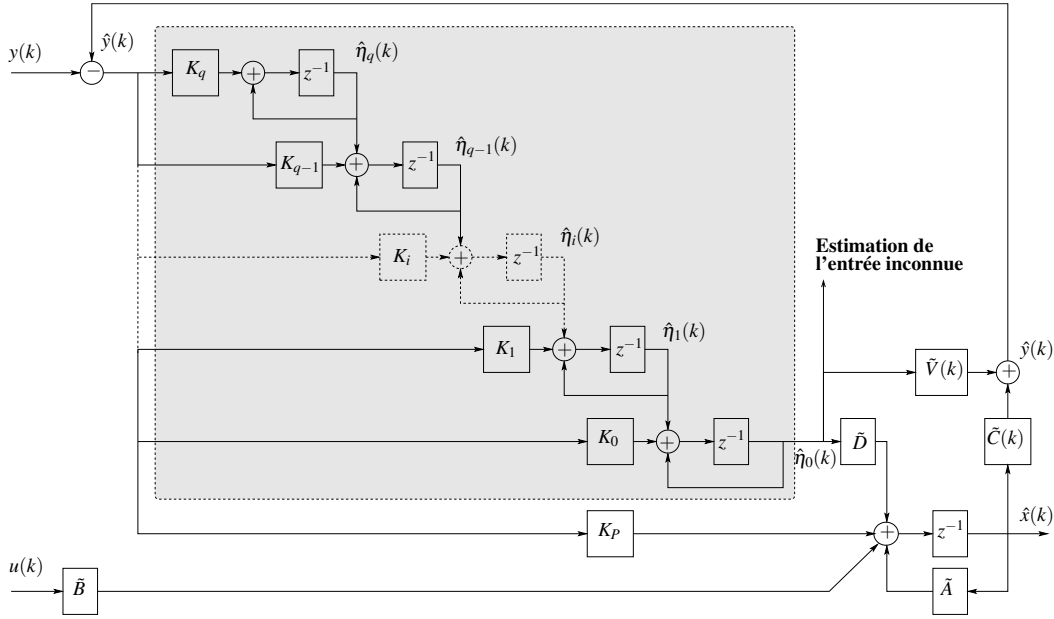 ŷ(k)
y(k)
−
K_q
+
z⁻¹
η̂_q(k)
K_{q−1}
+
z⁻¹
η̂_{q−1}(k)
K_i
+
z⁻¹
η̂_i(k)
Estimation de
l'entrée inconnue
K_1
+
z⁻¹
η̂_1(k)
Ṽ(k)
+
ŷ(k)
K_0
+
z⁻¹
η̂_0(k)
D̃
C̃(k)
K_P
+
z⁻¹
x̂(k)
u(k)
B̃
Ã